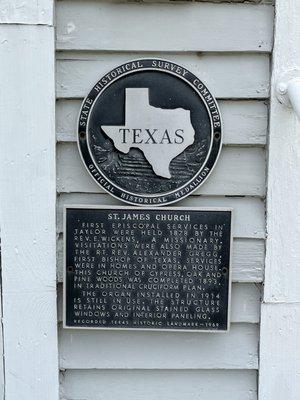 STATE HISTORICAL SURVEY COMMITTEE
TEXAS
OFFICIAL HISTORICAL MEDALLION
ST. JAMES CHURCH
FIRST EPISCOPAL SERVICES IN
TAYLOR WERE HELD 1878 BY THE
REV. E. WICKENS, A MISSIONARY.
VISITATIONS WERE ALSO MADE BY
THE RT. REV. ALEXANDER GREGG,
FIRST BISHOP OF TEXAS. SERVICES
WERE IN HOMES AND OPERA HOUSE.
THIS CHURCH OF CYPRESS, OAK AND
PINE WOODS WAS COMPLETED 1893,
IN TRADITIONAL CRUCIFORM PLAN.
THE ORGAN INSTALLED IN 1914
IS STILL IN USE. THE STRUCTURE
RETAINS ORIGINAL STAINED GLASS
WINDOWS AND INTERIOR PANELING.
RECORDED TEXAS HISTORIC LANDMARK—1969